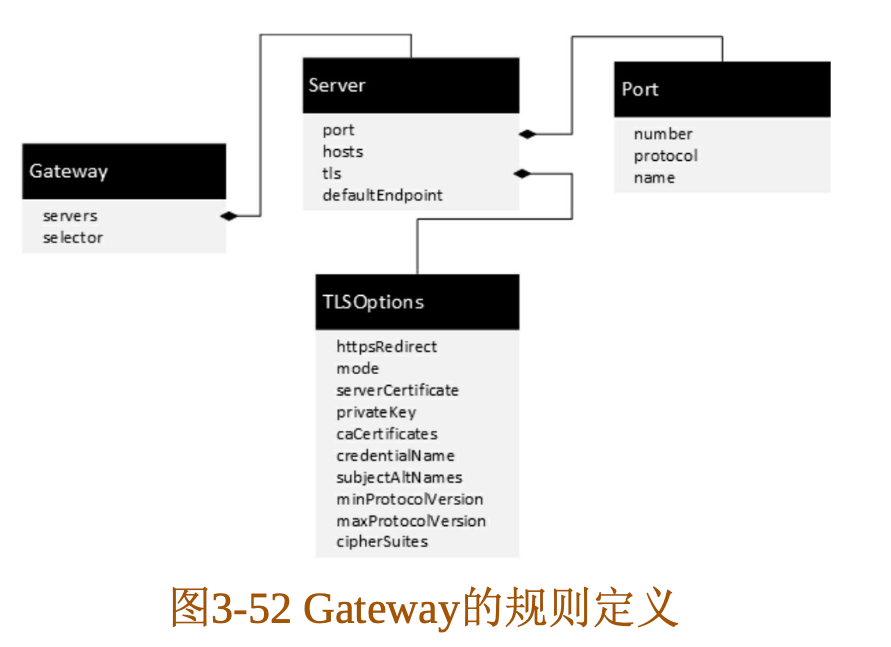 Gateway
servers
selector
Server
port
hosts
tls
defaultEndpoint
Port
number
protocol
name
TLSOptions
httpsRedirect
mode
serverCertificate
privateKey
caCertificates
credentialName
subjectAltNames
minProtocolVersion
maxProtocolVersion
cipherSuites
图3-52 Gateway的规则定义